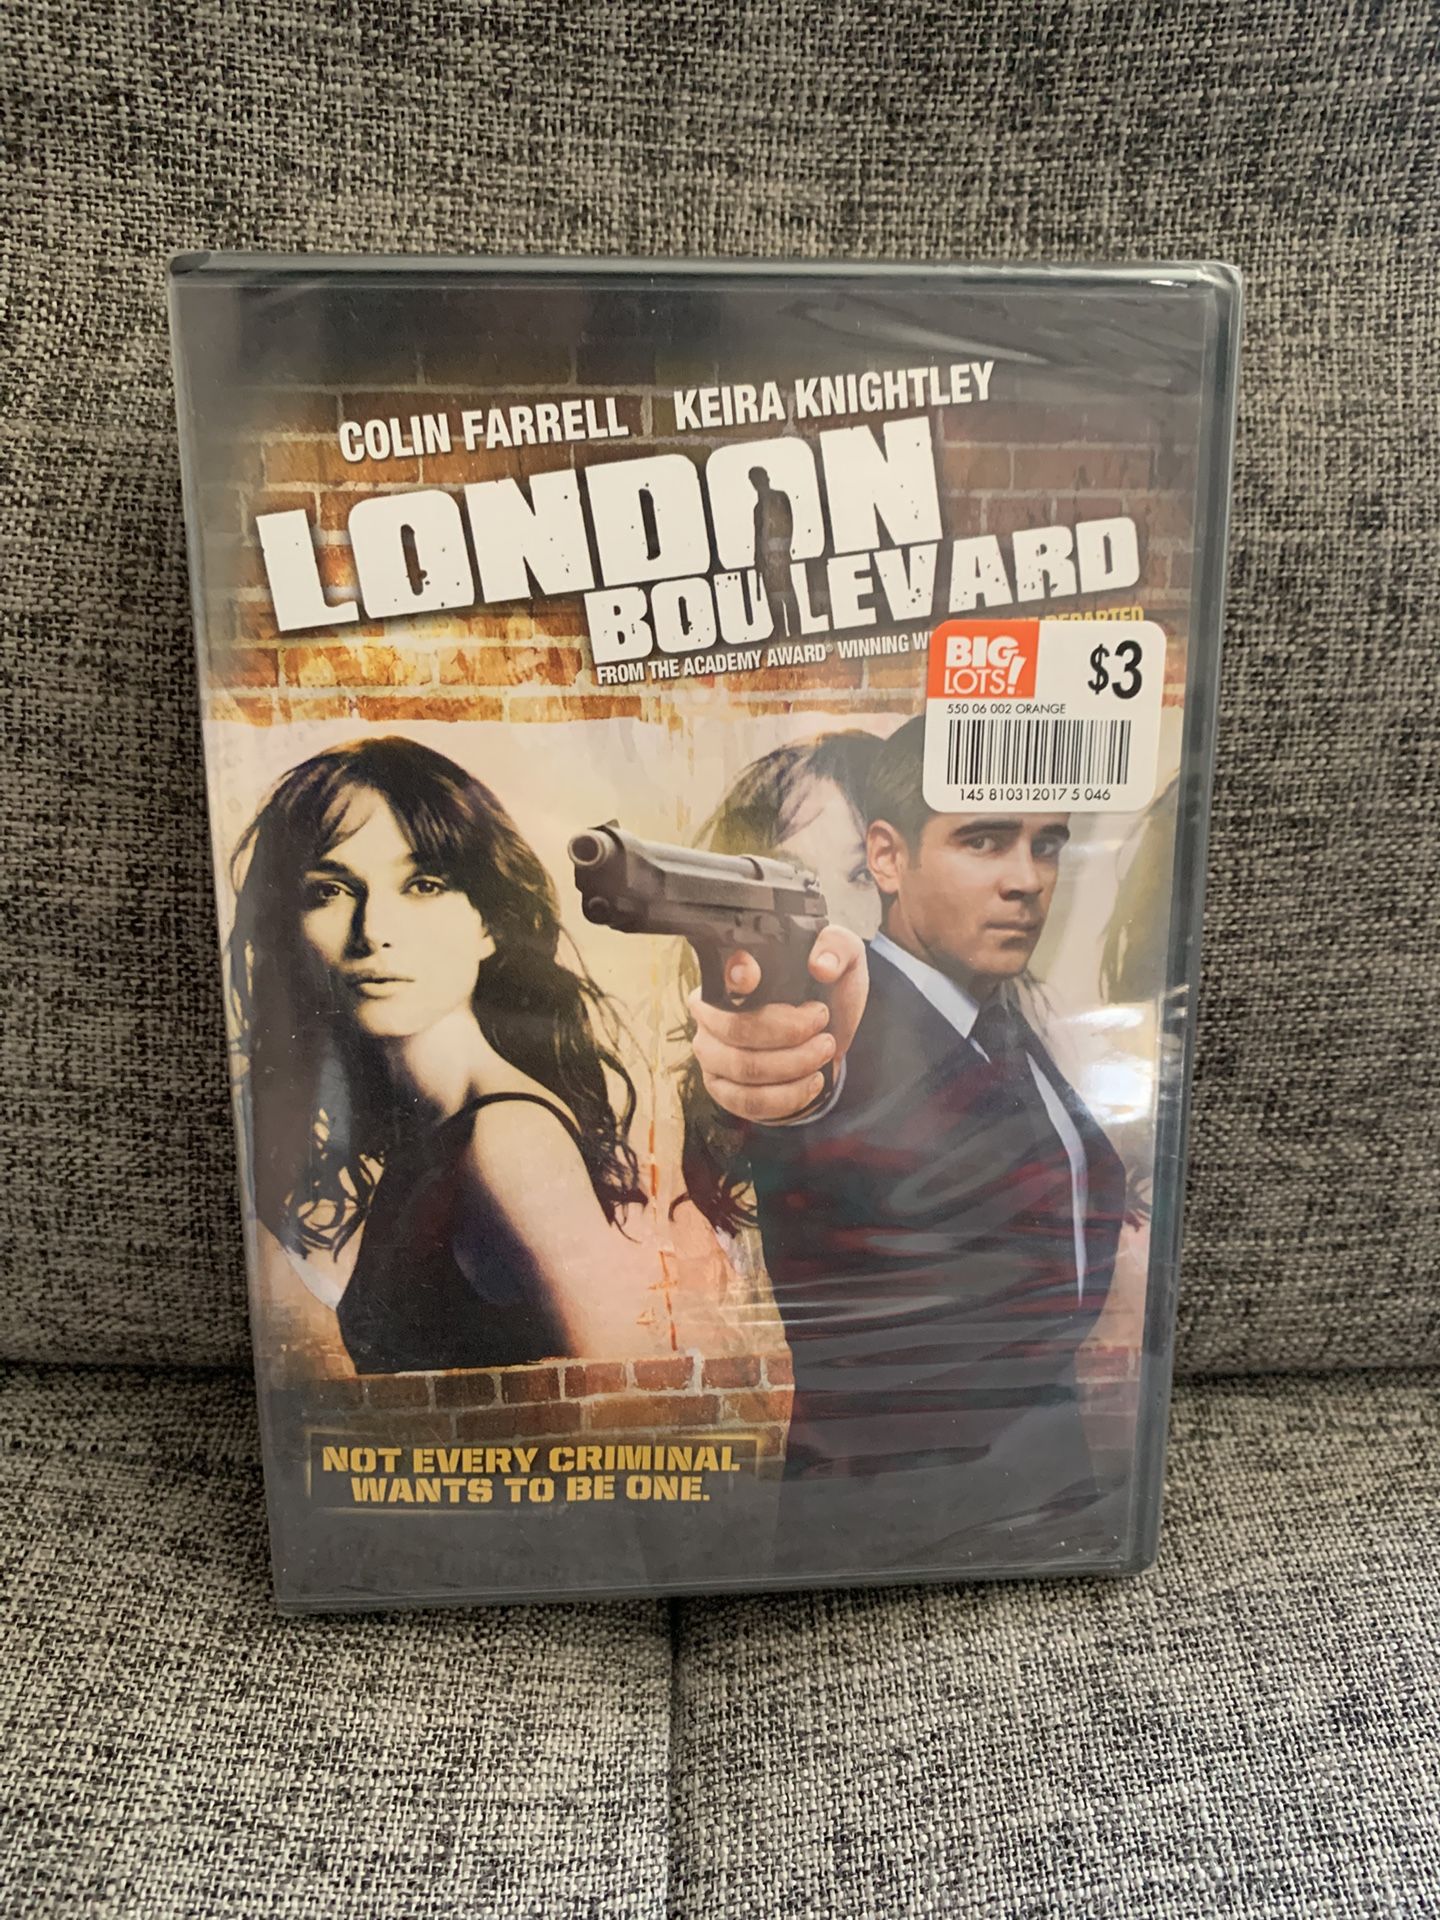 COLIN FARRELL KEIRA KNIGHTLEY
LONDON
BOULEVARD
FROM THE ACADEMY AWARD® WINNING DEPARTED
BIG LOTS! $3
550 06 002 ORANGE
145 810312017 5 046
NOT EVERY CRIMINAL
WANTS TO BE ONE.